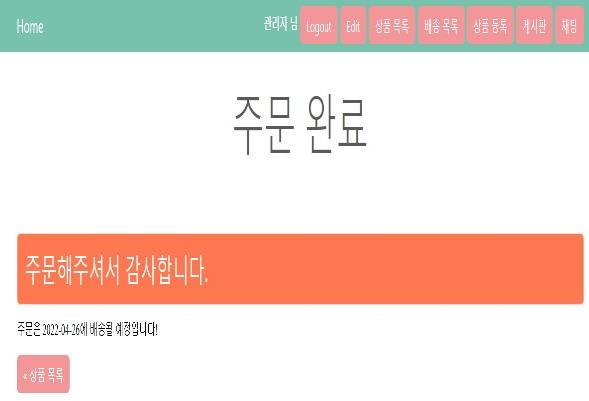 Home 관리자 님 Logout Edit 상품 목록 배송 목록 상품 등록 게시판 채팅
주문 완료
주문해주셔서 감사합니다.
주문은 2022-04-26에 배송될 예정입니다!
« 상품 목록